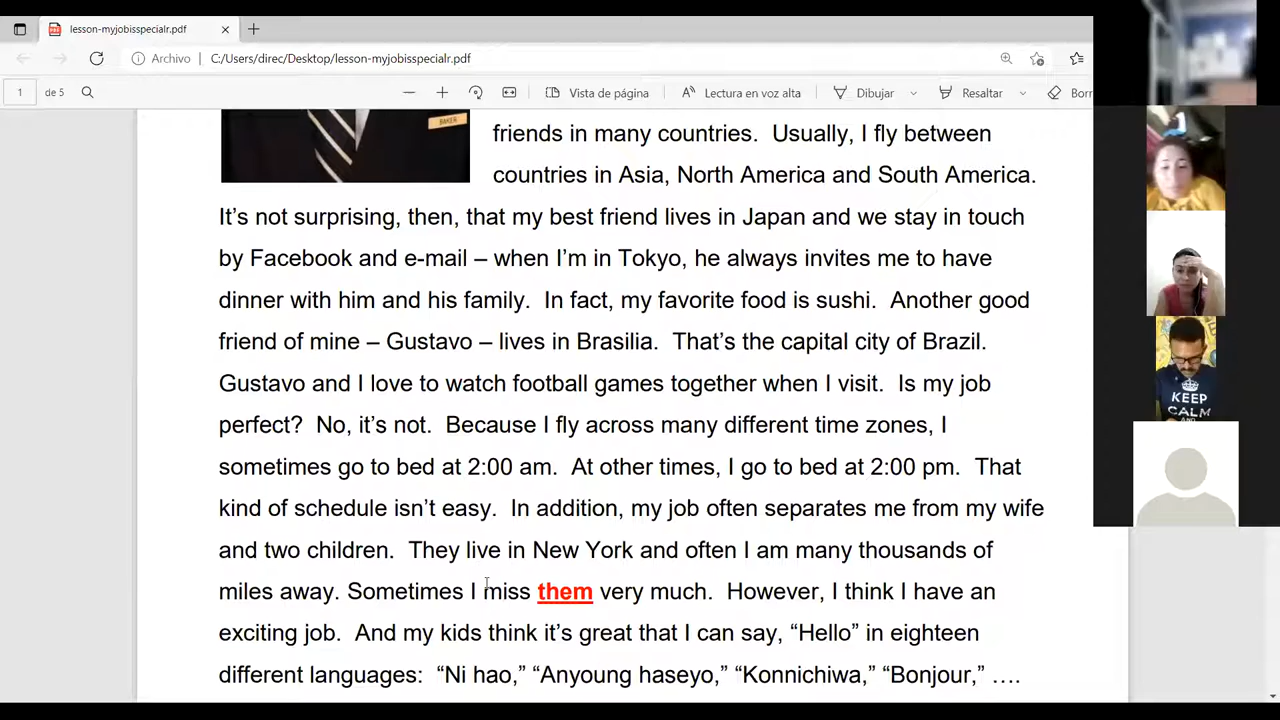 lesson-myjobisspecialr.pdf
Archivo C:/Users/direc/Desktop/lesson-myjobisspecialr.pdf
1 de 5 Vista de página Lectura en voz alta Dibujar Resaltar Borr
BAKER
friends in many countries. Usually, I fly between
countries in Asia, North America and South America.
It’s not surprising, then, that my best friend lives in Japan and we stay in touch
by Facebook and e-mail – when I’m in Tokyo, he always invites me to have
dinner with him and his family. In fact, my favorite food is sushi. Another good
friend of mine – Gustavo – lives in Brasilia. That’s the capital city of Brazil.
Gustavo and I love to watch football games together when I visit. Is my job
perfect? No, it’s not. Because I fly across many different time zones, I
sometimes go to bed at 2:00 am. At other times, I go to bed at 2:00 pm. That
kind of schedule isn’t easy. In addition, my job often separates me from my wife
and two children. They live in New York and often I am many thousands of
miles away. Sometimes I miss them very much. However, I think I have an
exciting job. And my kids think it’s great that I can say, “Hello” in eighteen
different languages: “Ni hao,” “Anyoung haseyo,” “Konnichiwa,” “Bonjour,” ….
KEEP
CALM
AND